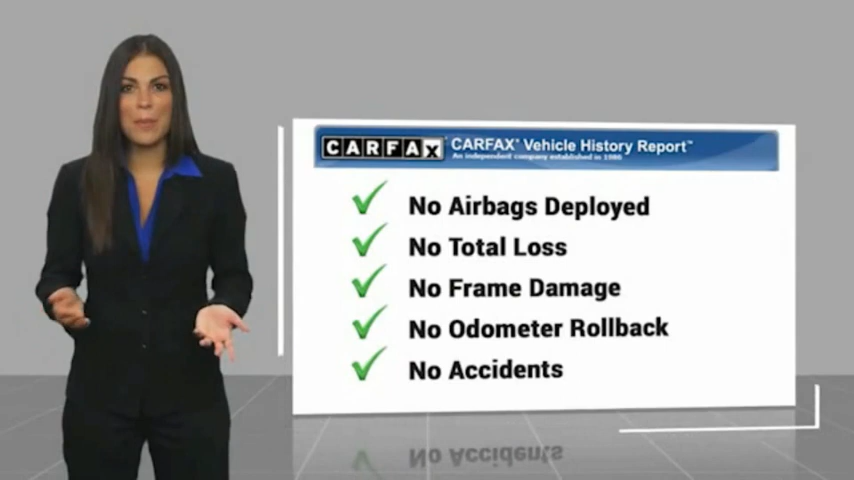 CARFAX CARFAX® Vehicle History Report™
An independent company established in 1986
No Airbags Deployed
No Total Loss
No Frame Damage
No Odometer Rollback
No Accidents
No Accidents